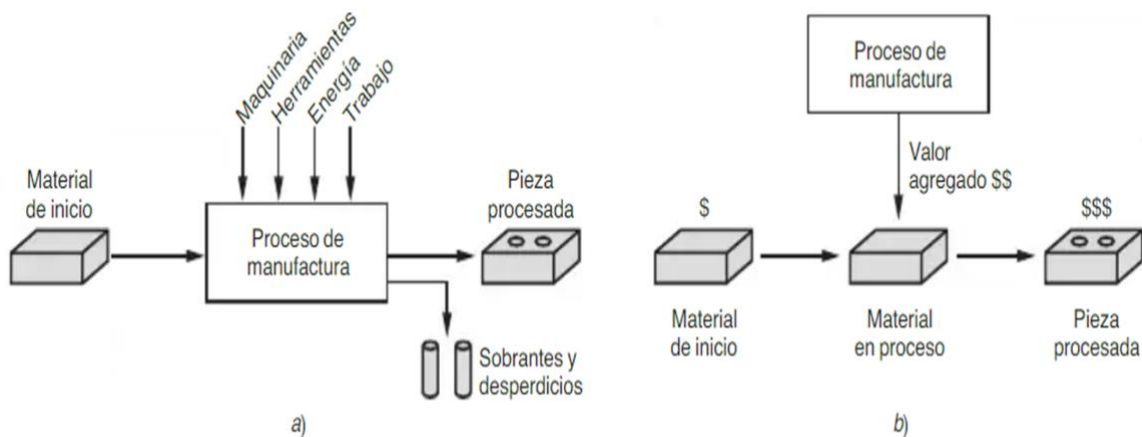 Maquinaria
Herramientas
Energía
Trabajo
Material
de inicio
Proceso de
manufactura
Pieza
procesada
Sobrantes y
desperdicios
a)
Proceso de
manufactura
Valor
agregado $$
$
$$$
Material
de inicio
Material
en proceso
Pieza
procesada
b)